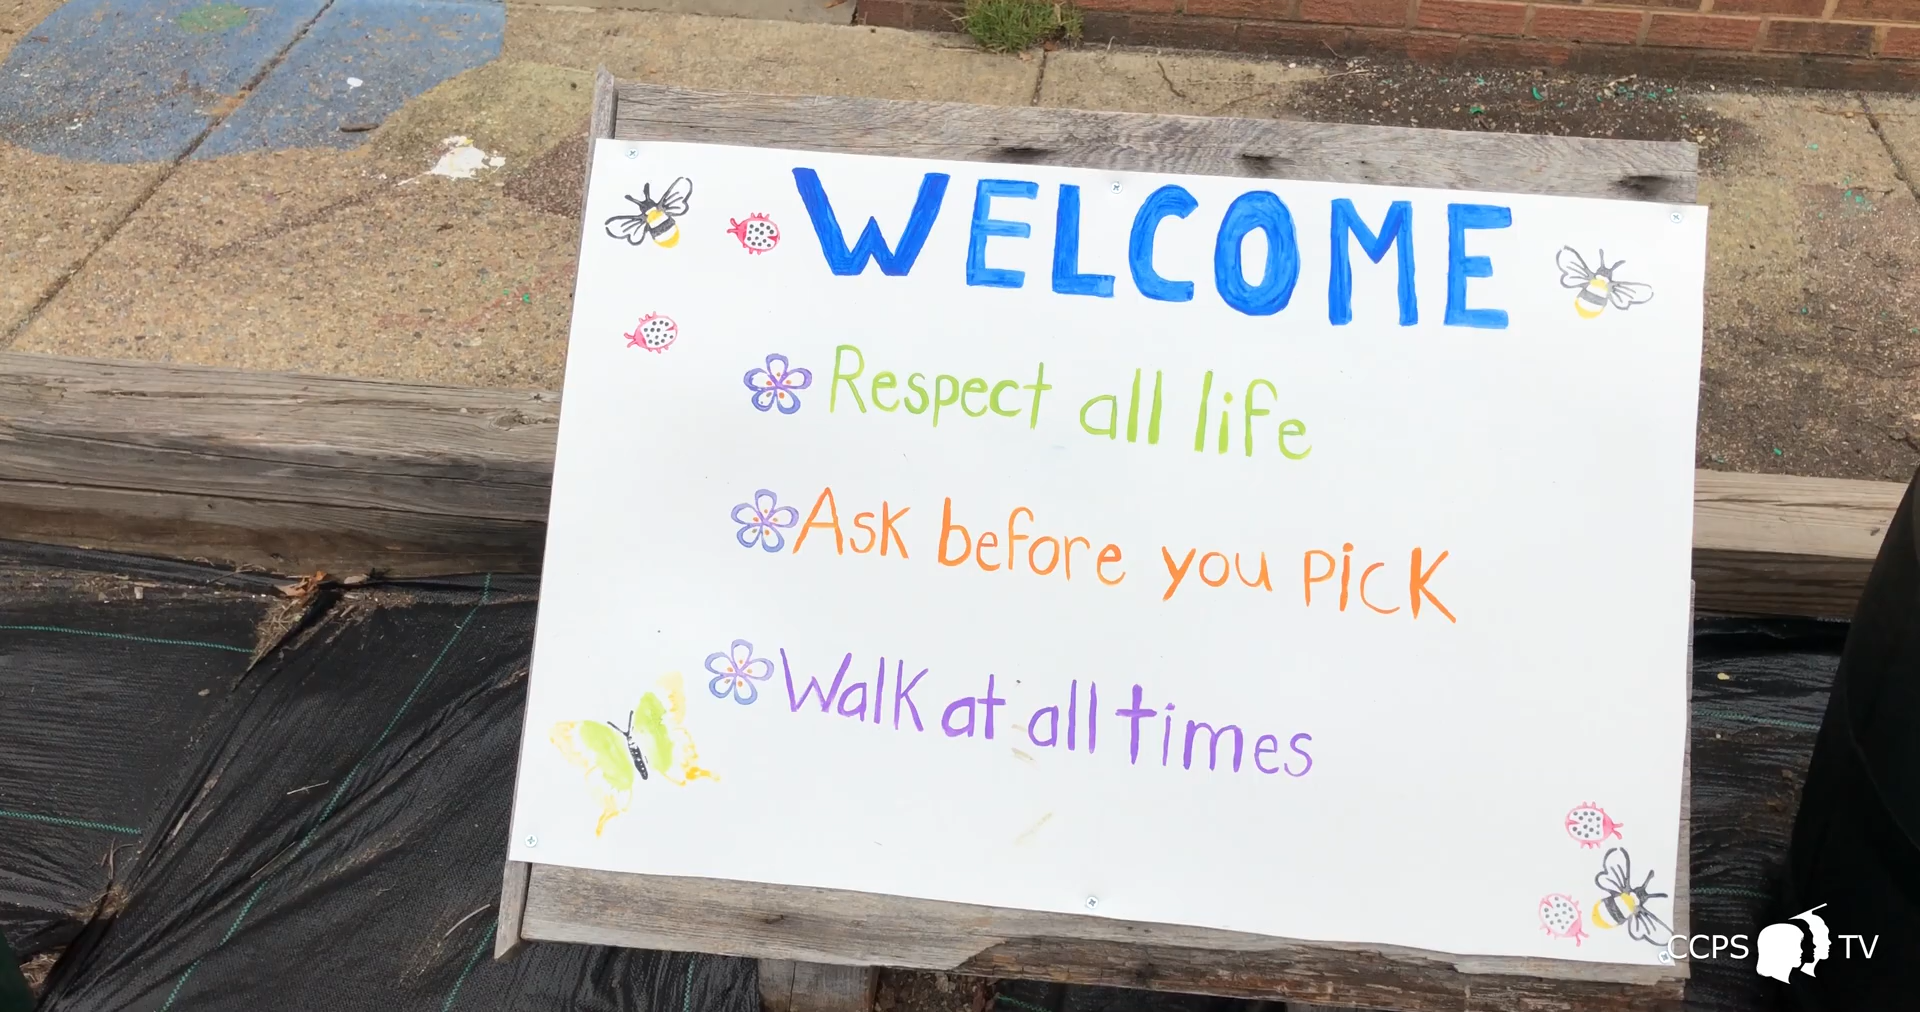 WELCOME
Respect all life
Ask before you pick
Walk at all times
CCPS TV